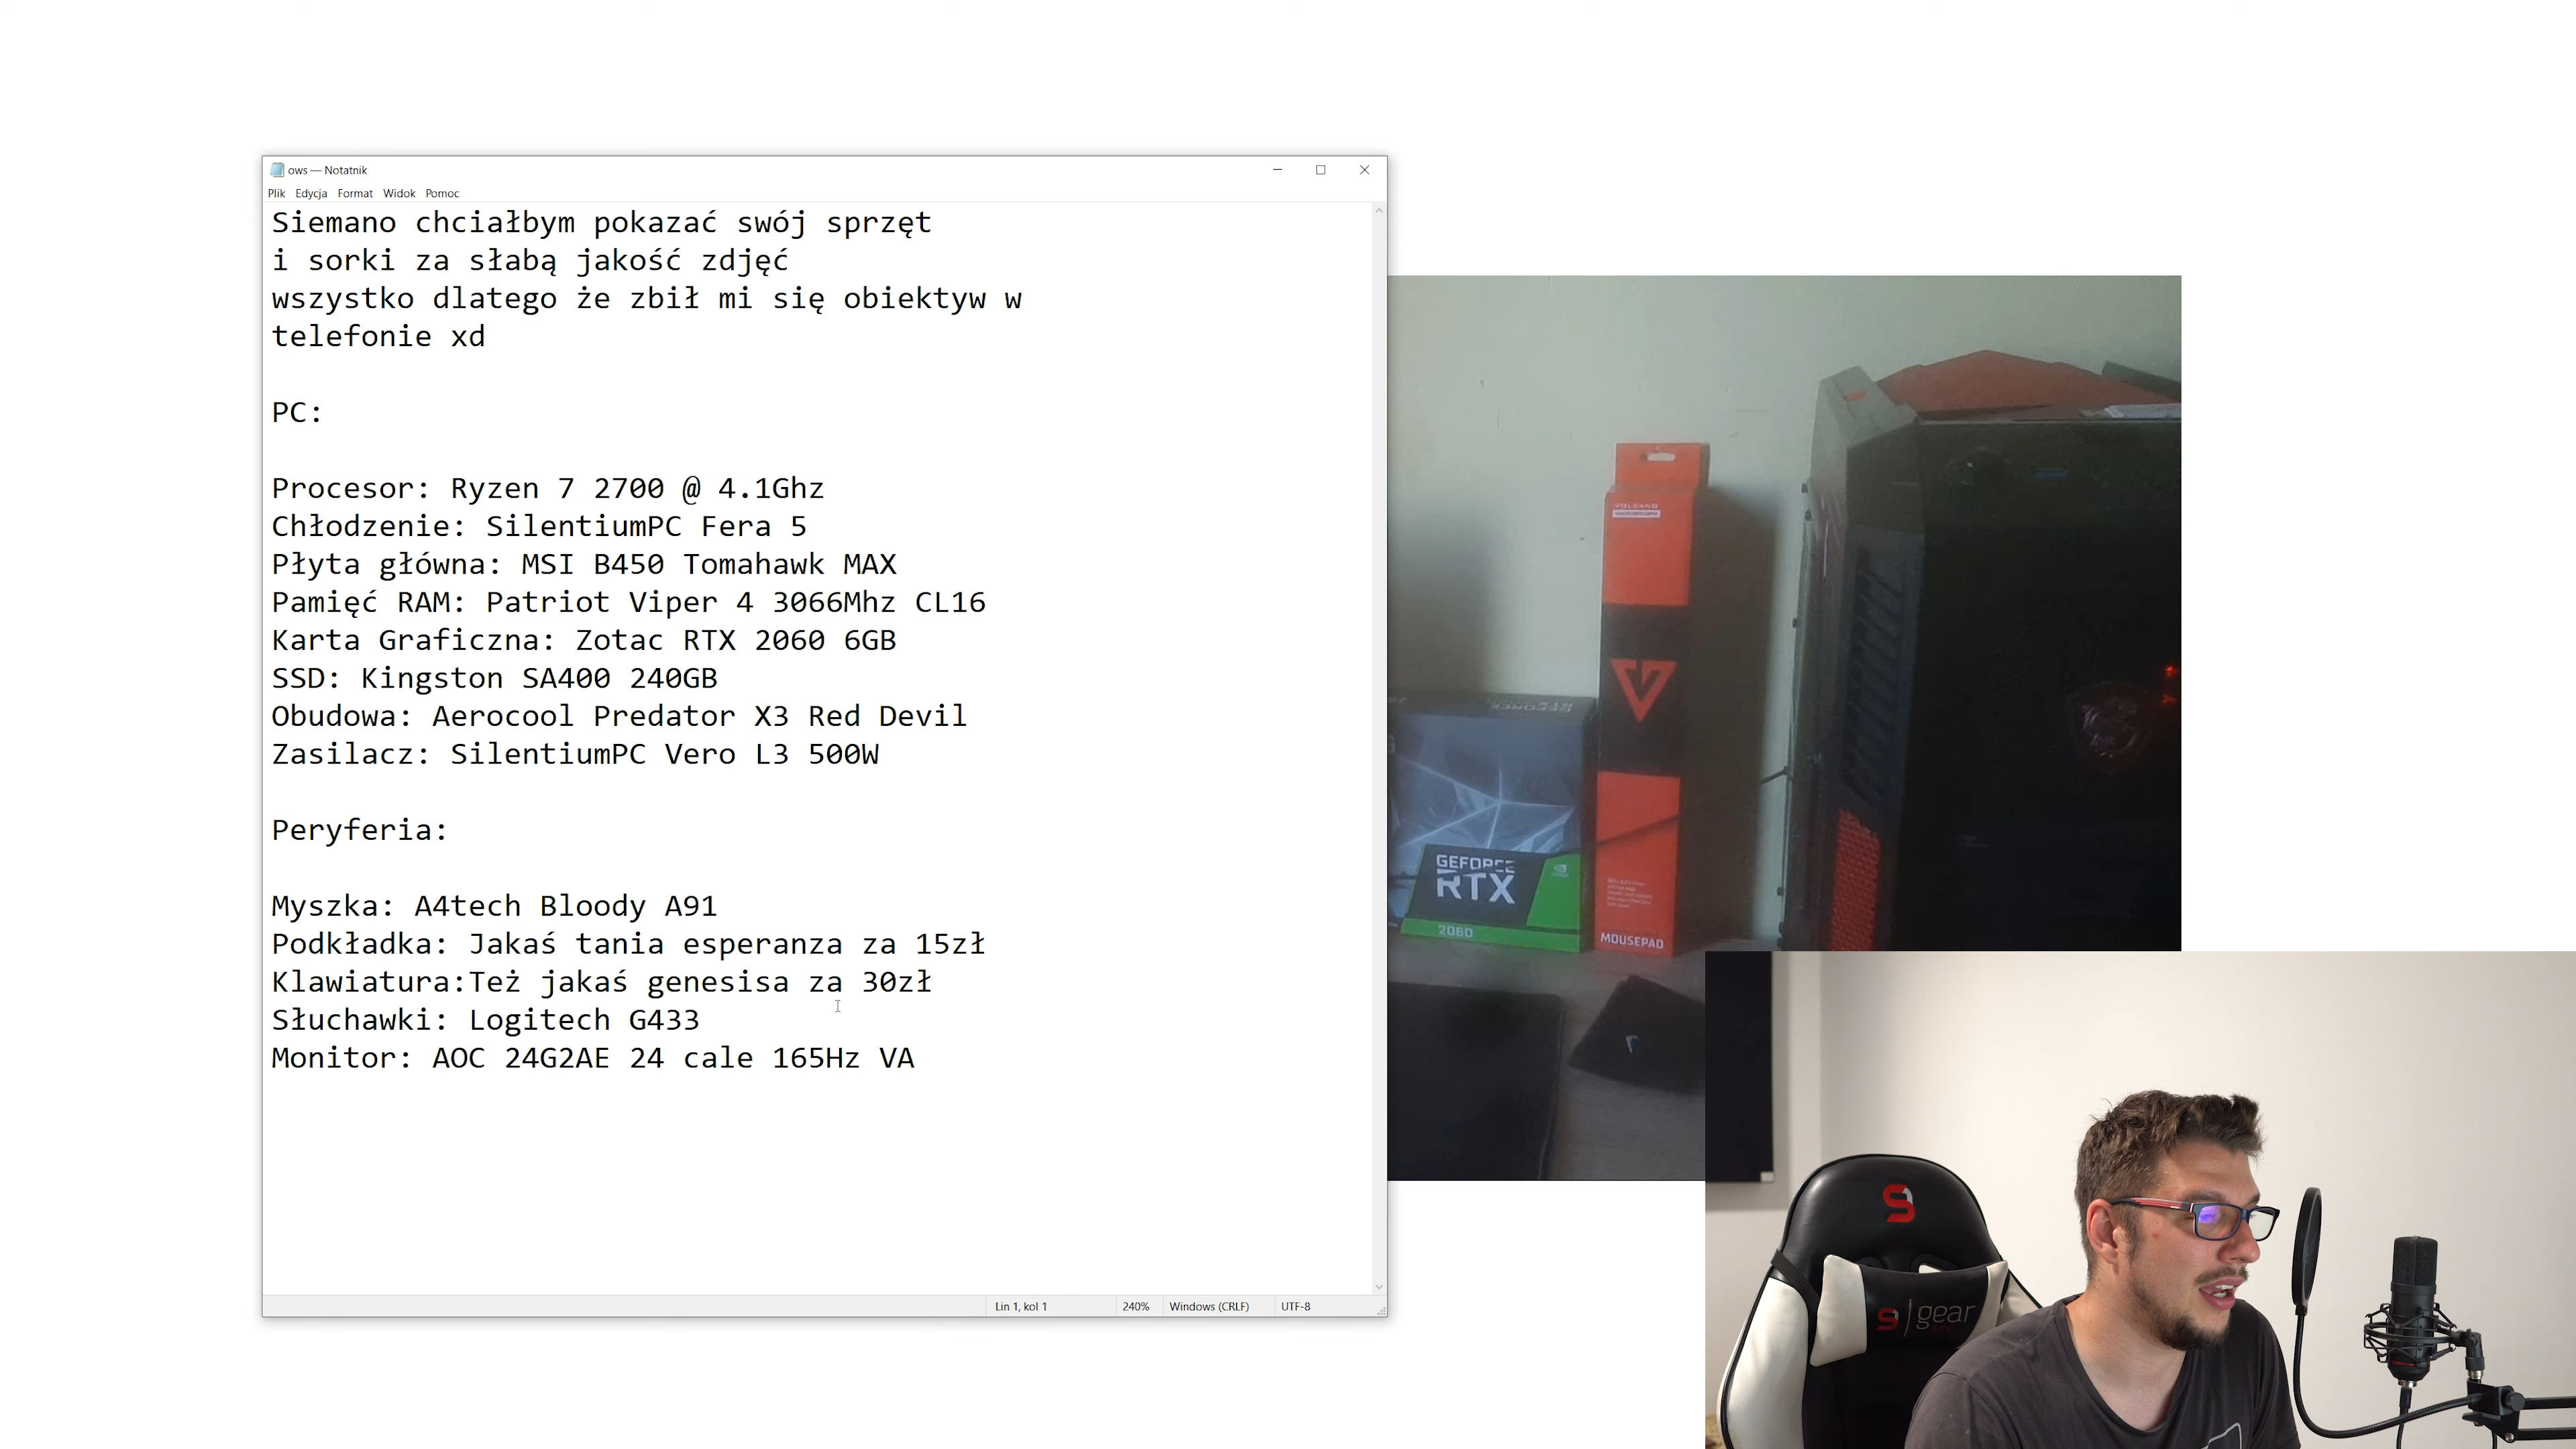 ows — Notatnik
Plik Edycja Format Widok Pomoc
Siemano chciałbym pokazać swój sprzęt
i sorki za słabą jakość zdjęć
wszystko dlatego że zbił mi się obiektyw w
telefonie xd
PC:
Procesor: Ryzen 7 2700 @ 4.1Ghz
Chłodzenie: SilentiumPC Fera 5
Płyta główna: MSI B450 Tomahawk MAX
Pamięć RAM: Patriot Viper 4 3066Mhz CL16
Karta Graficzna: Zotac RTX 2060 6GB
SSD: Kingston SA400 240GB
Obudowa: Aerocool Predator X3 Red Devil
Zasilacz: SilentiumPC Vero L3 500W
Peryferia:
Myszka: A4tech Bloody A91
Podkładka: Jakaś tania esperanza za 15zł
Klawiatura:Też jakaś genesisa za 30zł
Słuchawki: Logitech G433
Monitor: AOC 24G2AE 24 cale 165Hz VA
Lin 1, kol 1 240% Windows (CRLF) UTF-8
VOLCANO
GEFORCE
RTX
2060
MOUSEPAD
gear